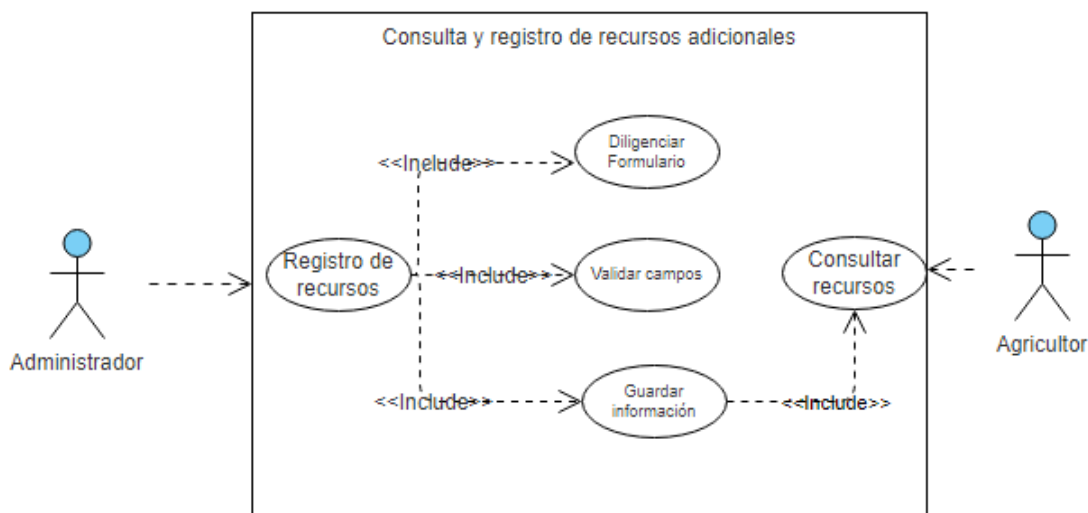 Consulta y registro de recursos adicionales
Diligenciar
Formulario
<<Include>>
Registro de
recursos
<<Include>>
Validar campos
Consultar
recursos
Administrador
Agricultor
<<Include>>
Guardar
información
<<Include>>